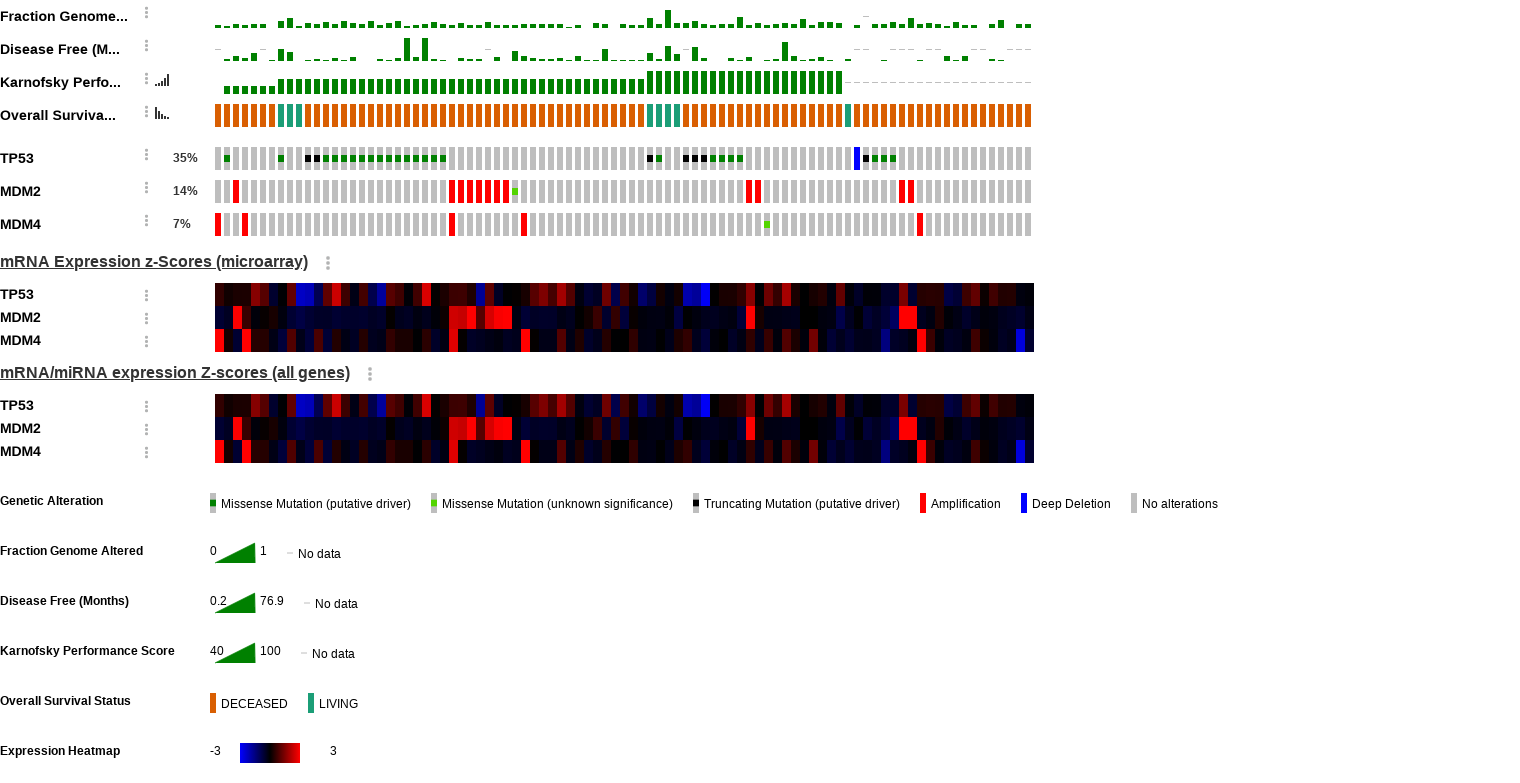 Fraction Genome...
Disease Free (M...
Karnofsky Perfo...
Overall Surviva...
TP53 35%
MDM2 14%
MDM4 7%
mRNA Expression z-Scores (microarray)
TP53
MDM2
MDM4
mRNA/miRNA expression Z-scores (all genes)
TP53
MDM2
MDM4
Genetic Alteration Missense Mutation (putative driver) Missense Mutation (unknown significance) Truncating Mutation (putative driver) Amplification Deep Deletion No alterations
Fraction Genome Altered 0 1 No data
Disease Free (Months) 0.2 76.9 No data
Karnofsky Performance Score 40 100 No data
Overall Survival Status DECEASED LIVING
Expression Heatmap -3 3